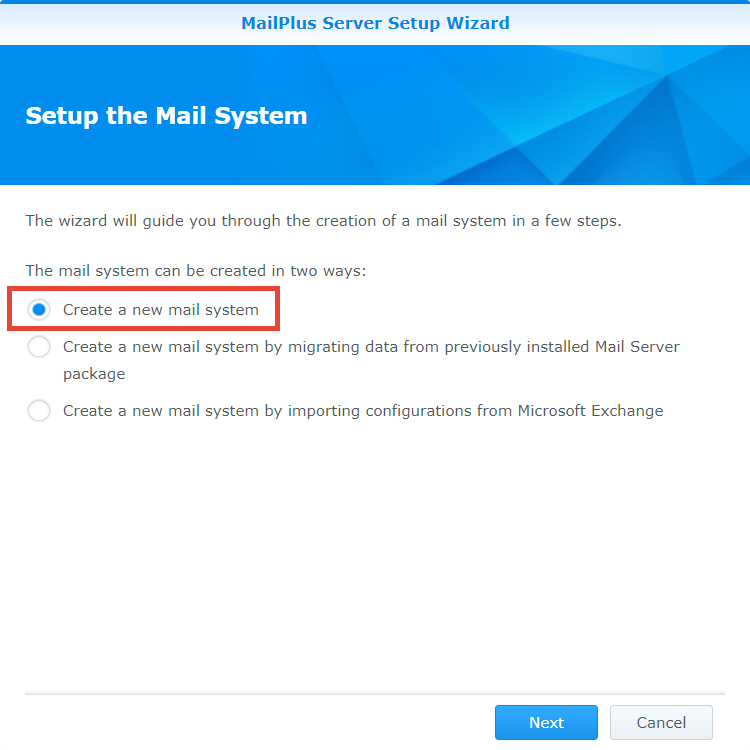 MailPlus Server Setup Wizard
Setup the Mail System
The wizard will guide you through the creation of a mail system in a few steps.
The mail system can be created in two ways:
Create a new mail system
Create a new mail system by migrating data from previously installed Mail Server
package
Create a new mail system by importing configurations from Microsoft Exchange
Next
Cancel